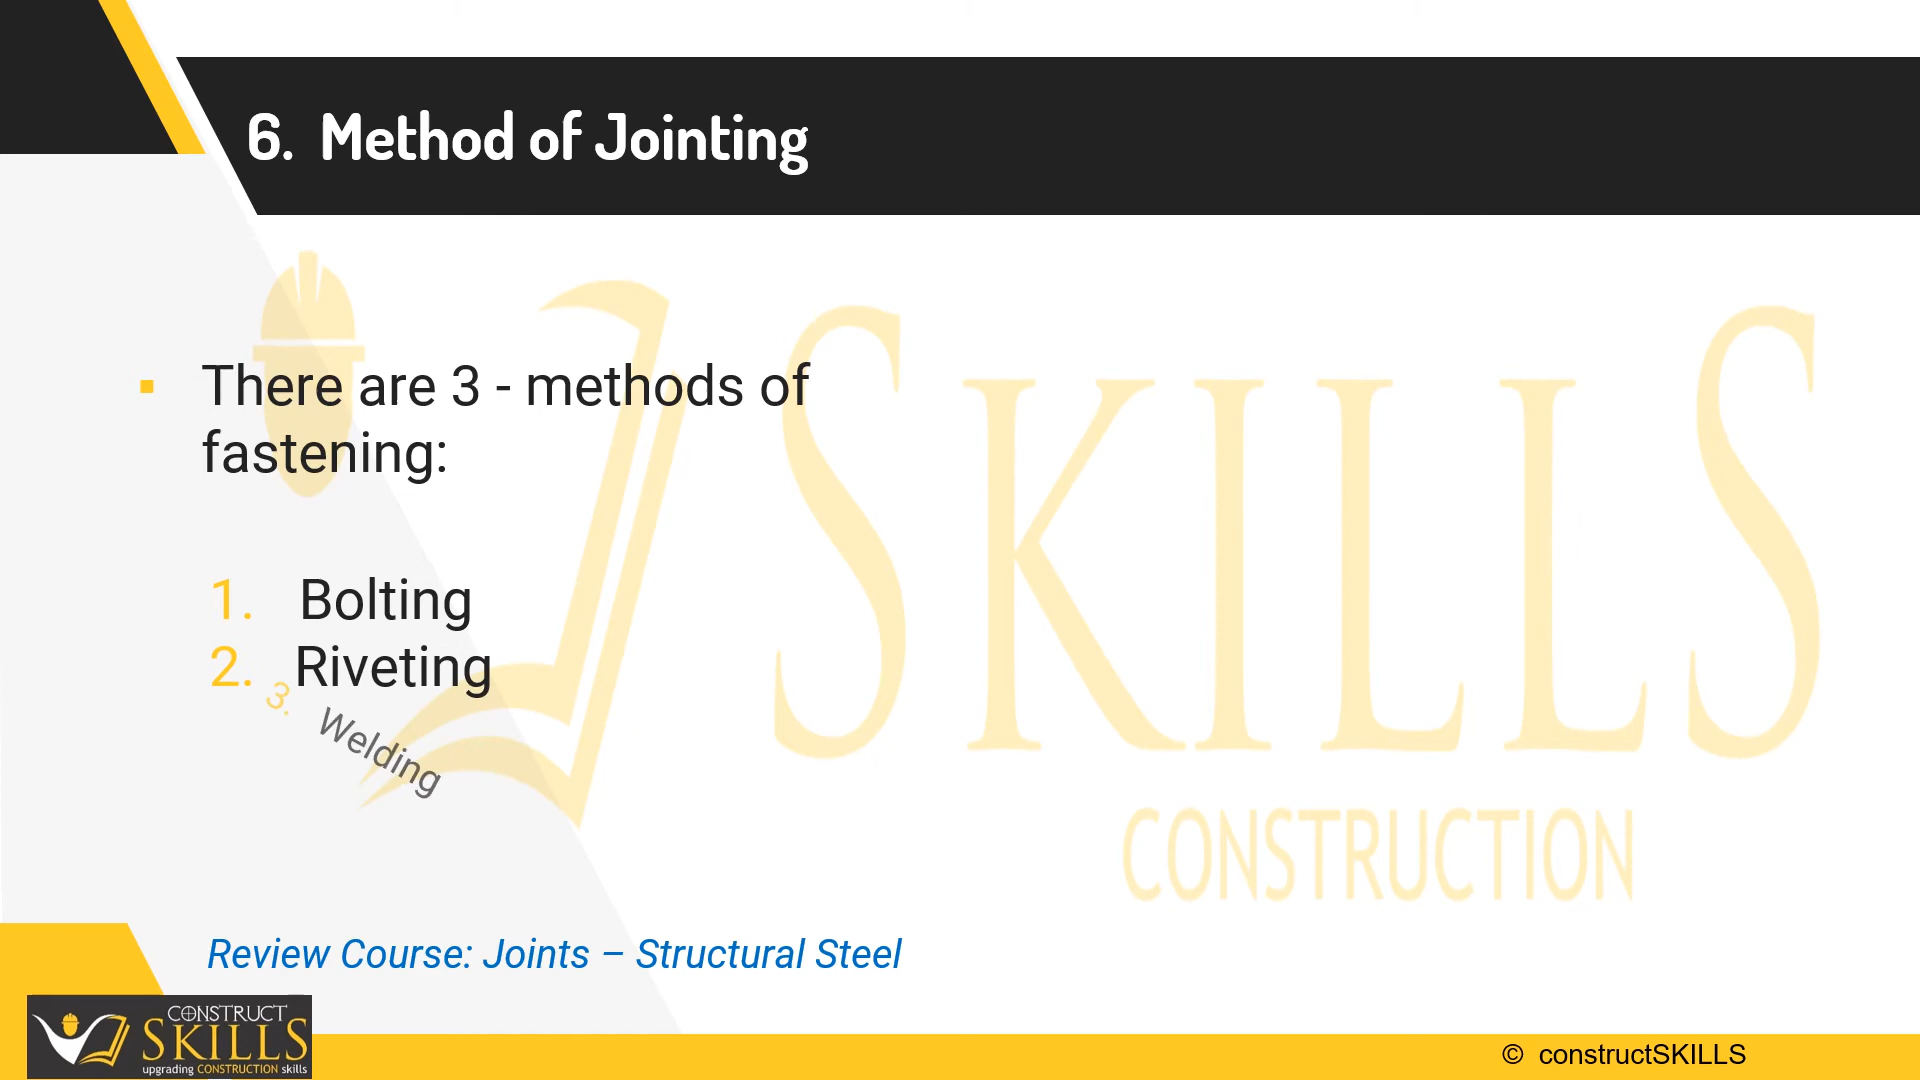 6. Method of Jointing
▪ There are 3 - methods of
fastening:
1. Bolting
2. Riveting
3. Welding
SKILLS
CONSTRUCTION
Review Course: Joints – Structural Steel
CONSTRUCT
SKILLS
upgrading CONSTRUCTION skills
© constructSKILLS